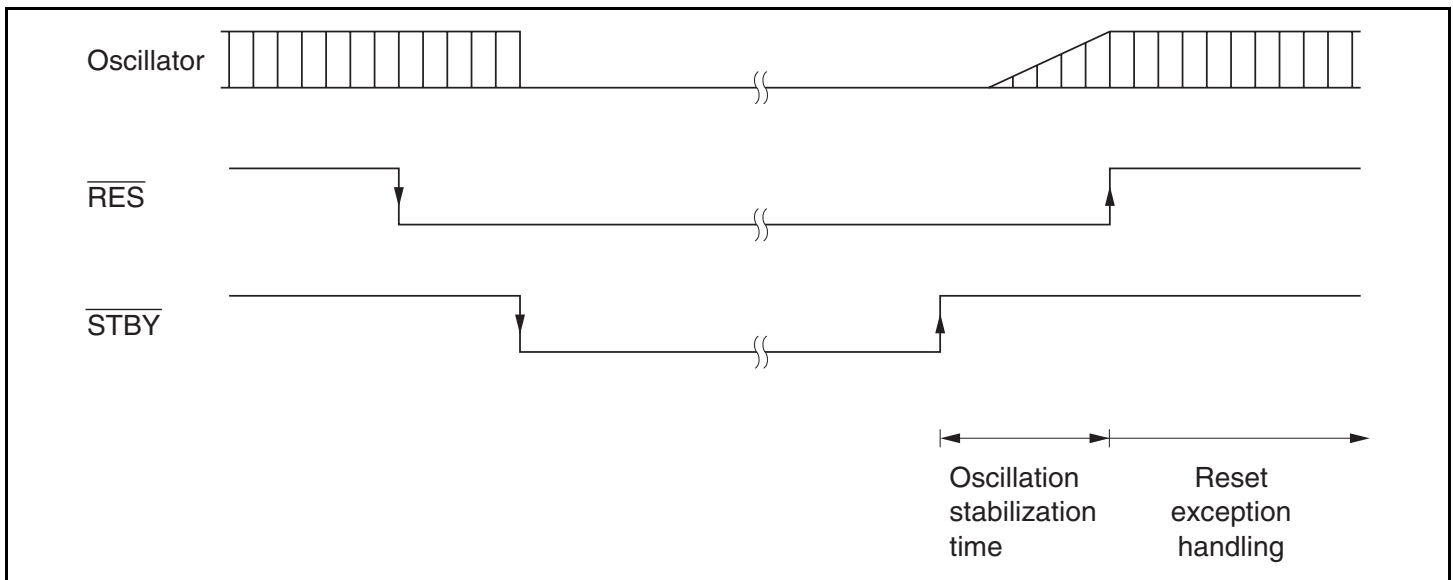 Oscillator
RES
STBY
Oscillation
stabilization
time
Reset
exception
handling